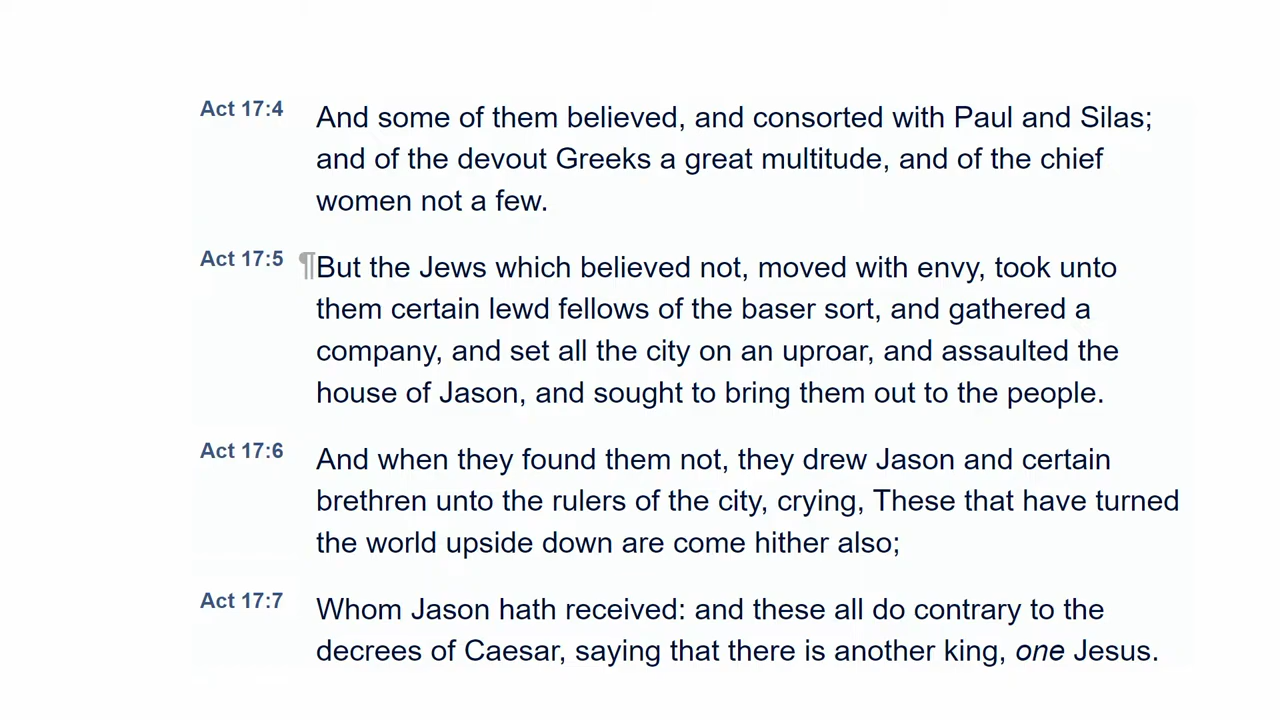 Act 17:4 And some of them believed, and consorted with Paul and Silas;
and of the devout Greeks a great multitude, and of the chief
women not a few.
Act 17:5 ¶But the Jews which believed not, moved with envy, took unto
them certain lewd fellows of the baser sort, and gathered a
company, and set all the city on an uproar, and assaulted the
house of Jason, and sought to bring them out to the people.
Act 17:6 And when they found them not, they drew Jason and certain
brethren unto the rulers of the city, crying, These that have turned
the world upside down are come hither also;
Act 17:7 Whom Jason hath received: and these all do contrary to the
decrees of Caesar, saying that there is another king, one Jesus.